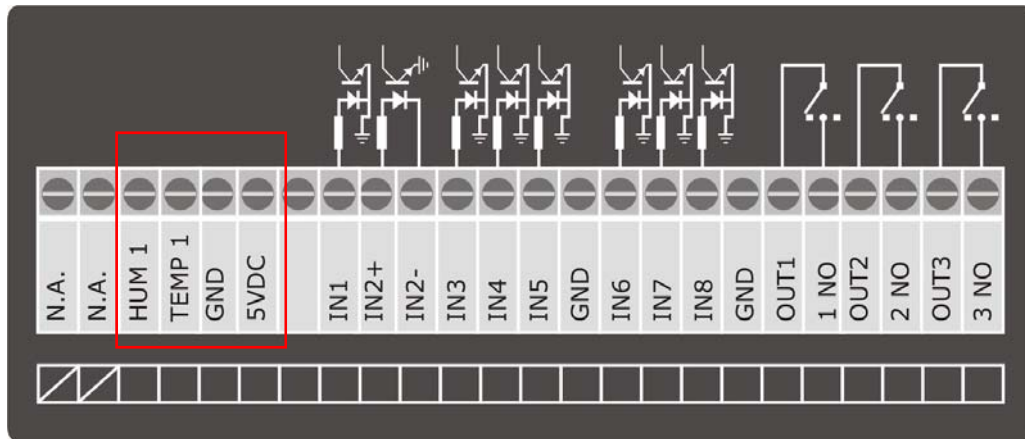 N.A.
N.A.
HUM 1
TEMP 1
GND
5VDC
IN1
IN2+
IN2-
IN3
IN4
IN5
GND
IN6
IN7
IN8
GND
OUT1
1 NO
OUT2
2 NO
OUT3
3 NO